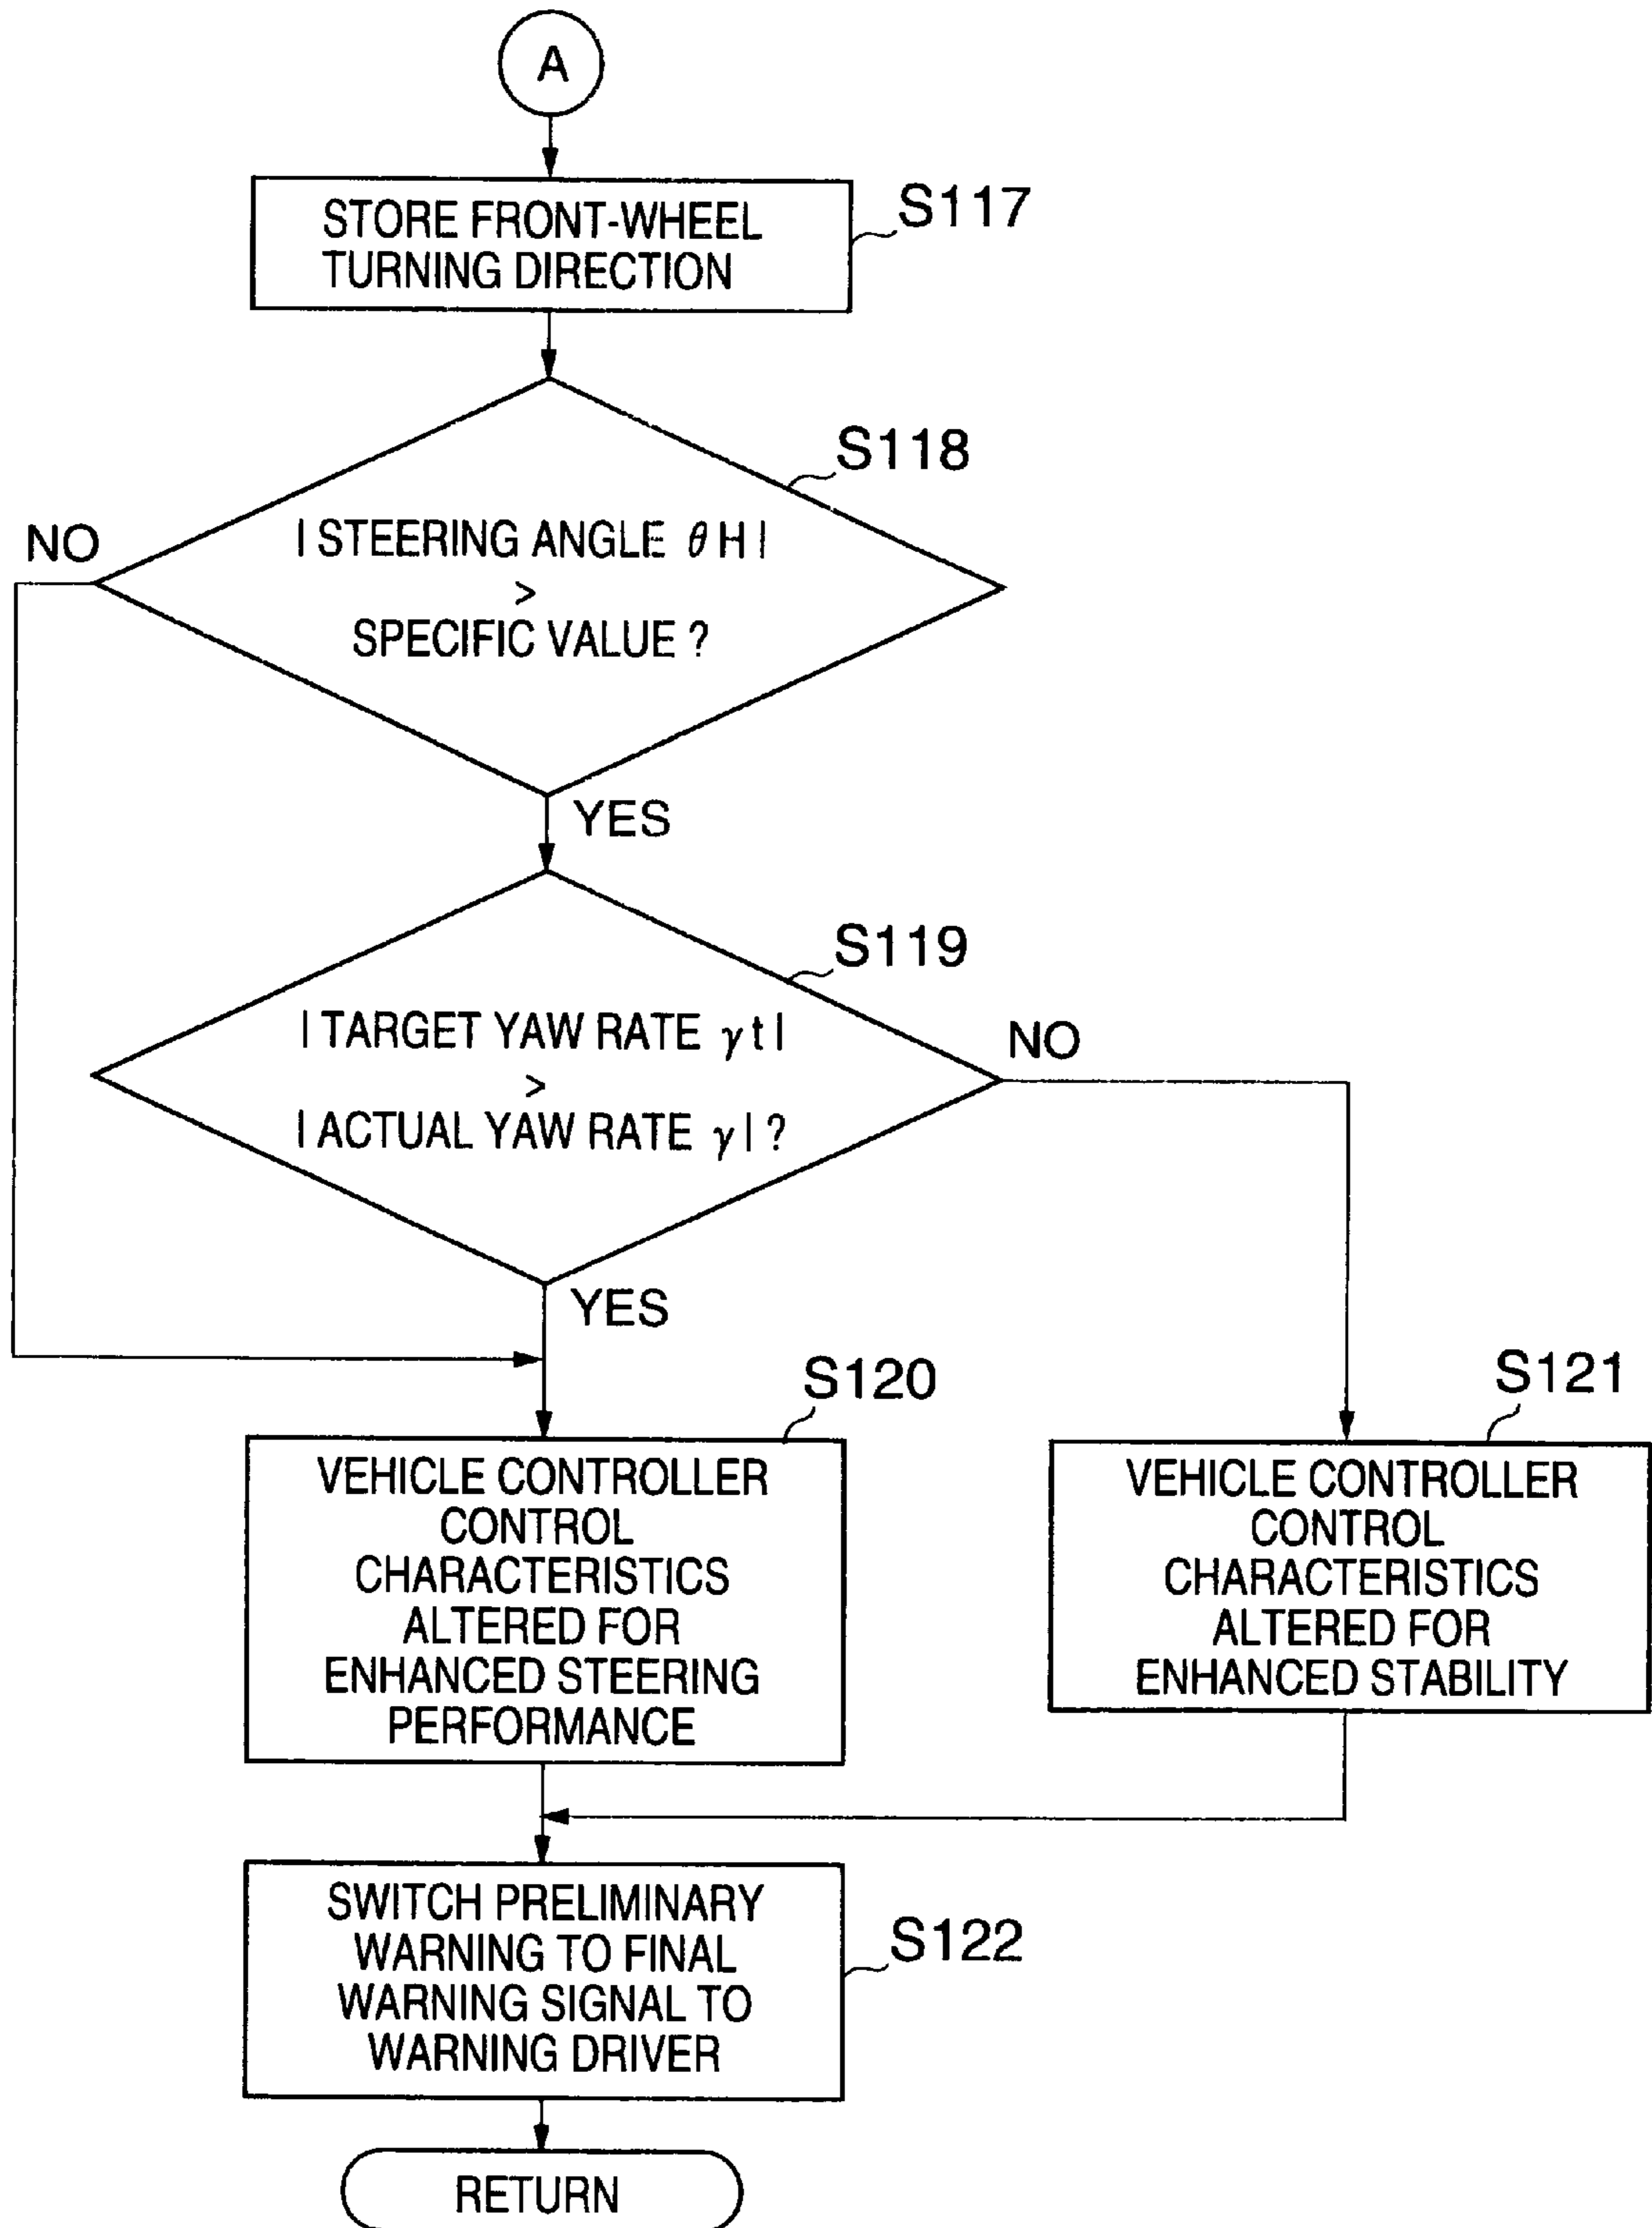 A
STORE FRONT-WHEEL
TURNING DIRECTION
S117
S118
NO
| STEERING ANGLE θH |
>
SPECIFIC VALUE ?
YES
S119
| TARGET YAW RATE γt |
>
| ACTUAL YAW RATE γ | ?
NO
YES
S120
VEHICLE CONTROLLER
CONTROL
CHARACTERISTICS
ALTERED FOR
ENHANCED STEERING
PERFORMANCE
S121
VEHICLE CONTROLLER
CONTROL
CHARACTERISTICS
ALTERED FOR
ENHANCED STABILITY
SWITCH PRELIMINARY
WARNING TO FINAL
WARNING SIGNAL TO
WARNING DRIVER
S122
RETURN